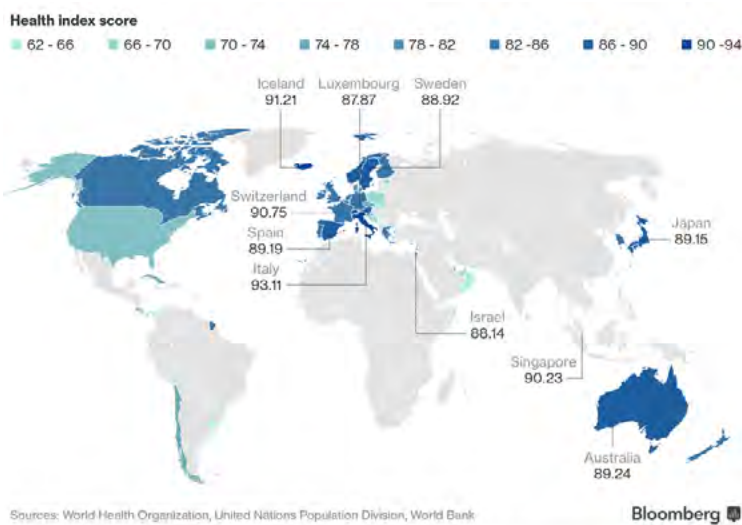 Health index score
62 - 66 66 - 70 70 - 74 74 - 78 78 - 82 82 -86 86 - 90 90 -94
Iceland
91.21
Luxembourg
87.87
Sweden
88.92
Switzerland
90.75
Spain
89.19
Italy
93.11
Japan
89.15
Israel
88.14
Singapore
90.23
Australia
89.24
Sources: World Health Organization, United Nations Population Division, World Bank
Bloomberg